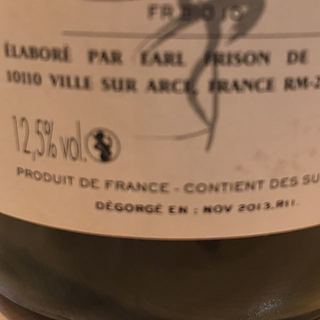 FR BIO 10
ÉLABORÉ PAR EARL PRISON DE
10110 VILLE SUR ARCE, FRANCE RM-2
12,5% vol.
PRODUIT DE FRANCE - CONTIENT DES SU
DÉGORGÉ EN : NOV 2013.R11.